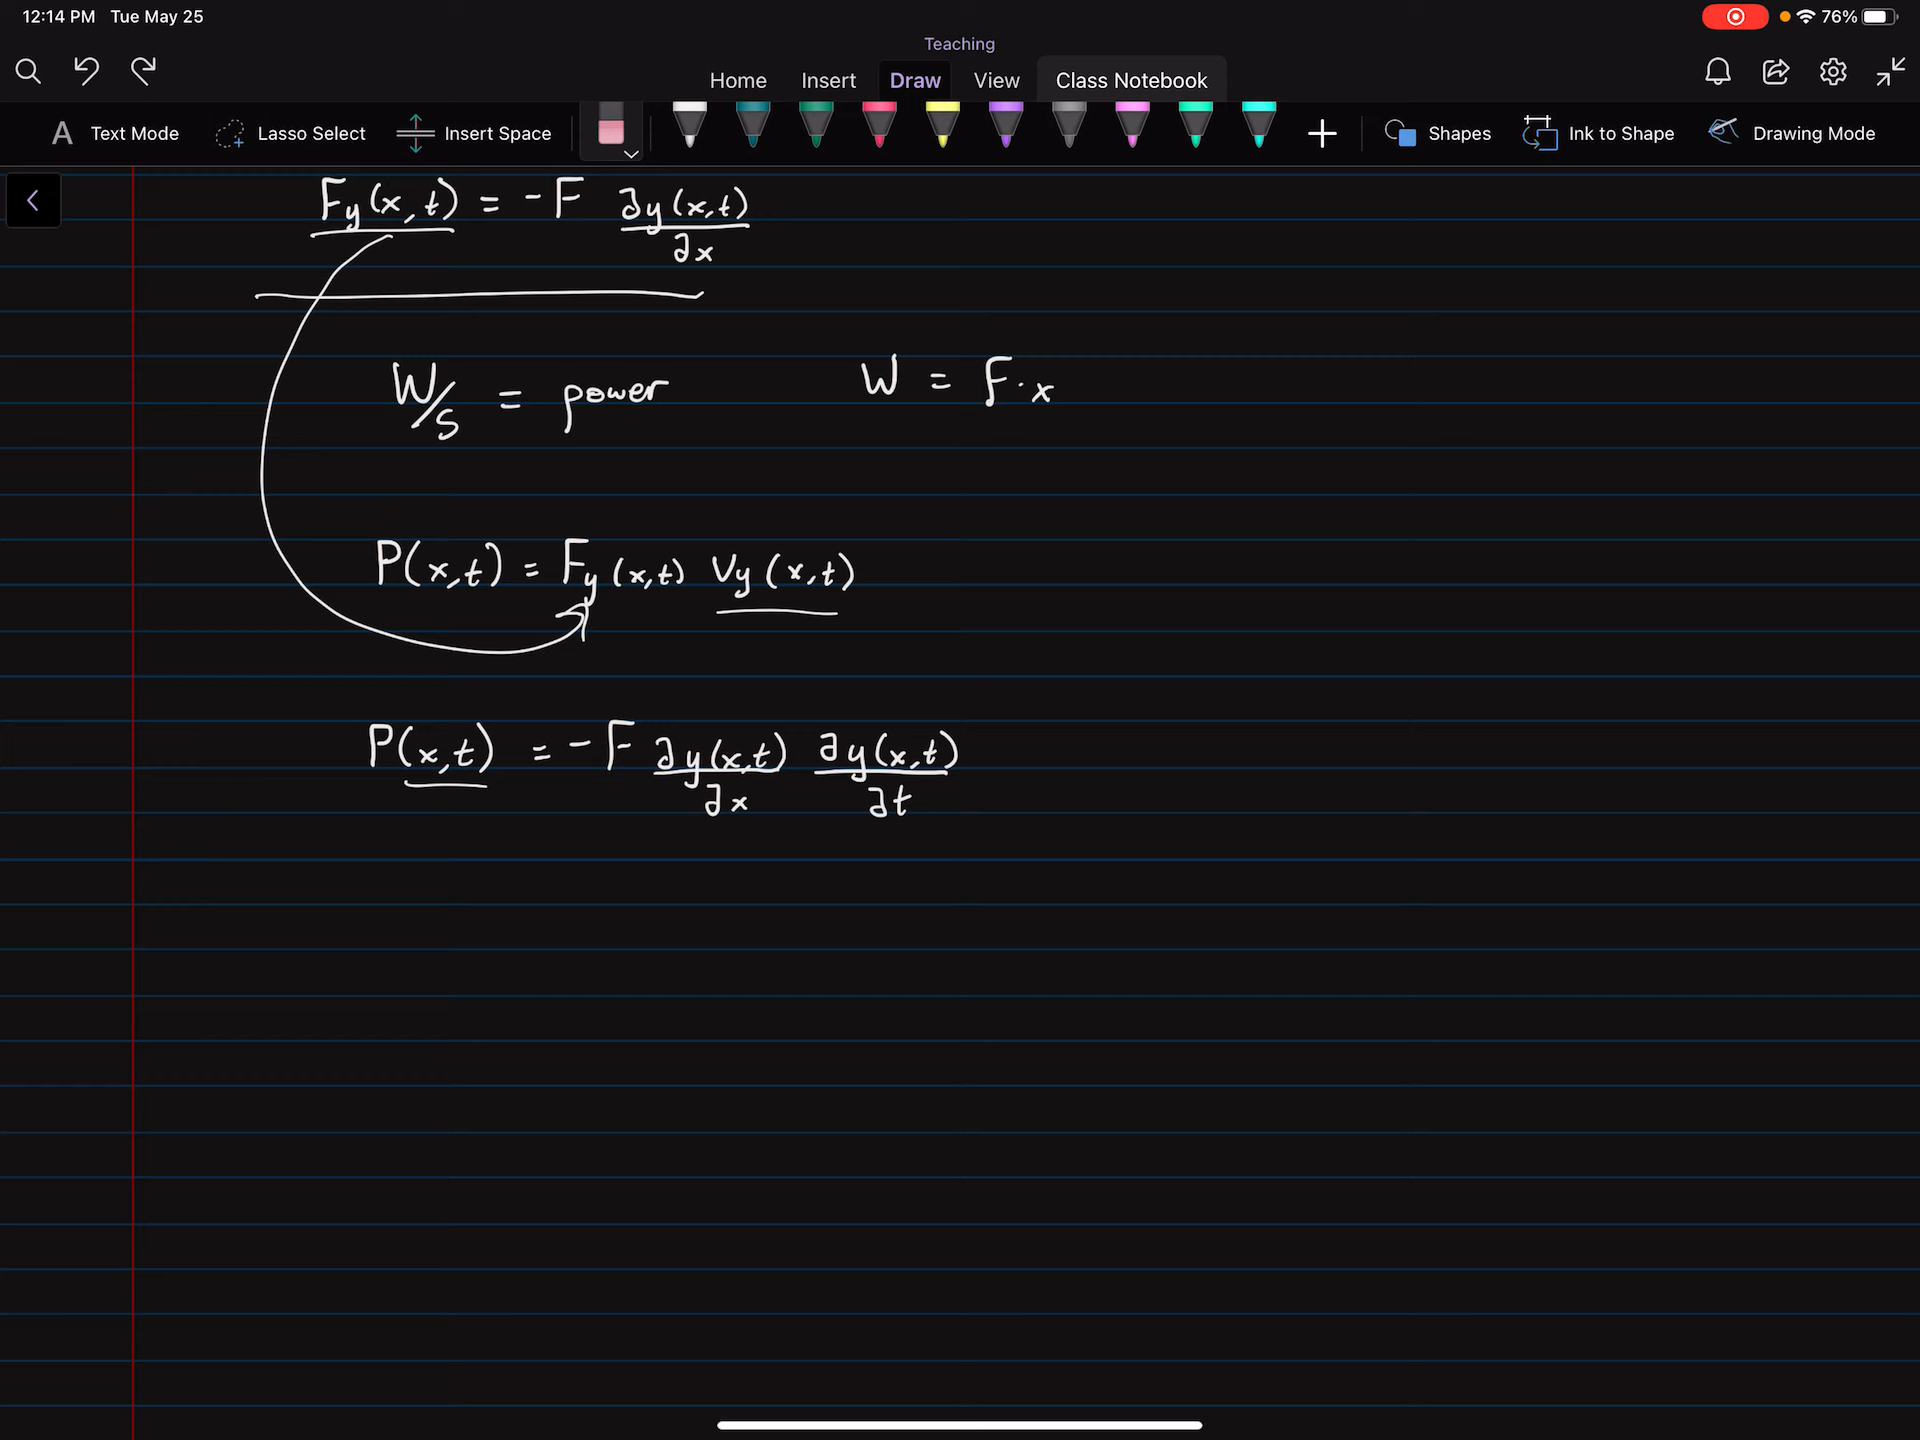 12:14 PM Tue May 25 76%
Teaching
Home Insert Draw View Class Notebook
A Text Mode Lasso Select Insert Space Shapes Ink to Shape Drawing Mode
Fy(x,t) = -F ∂y(x,t)/∂x
W/s = power W = F·x
P(x,t) = Fy(x,t) Vy(x,t)
P(x,t) = -F ∂y(x,t)/∂x ∂y(x,t)/∂t